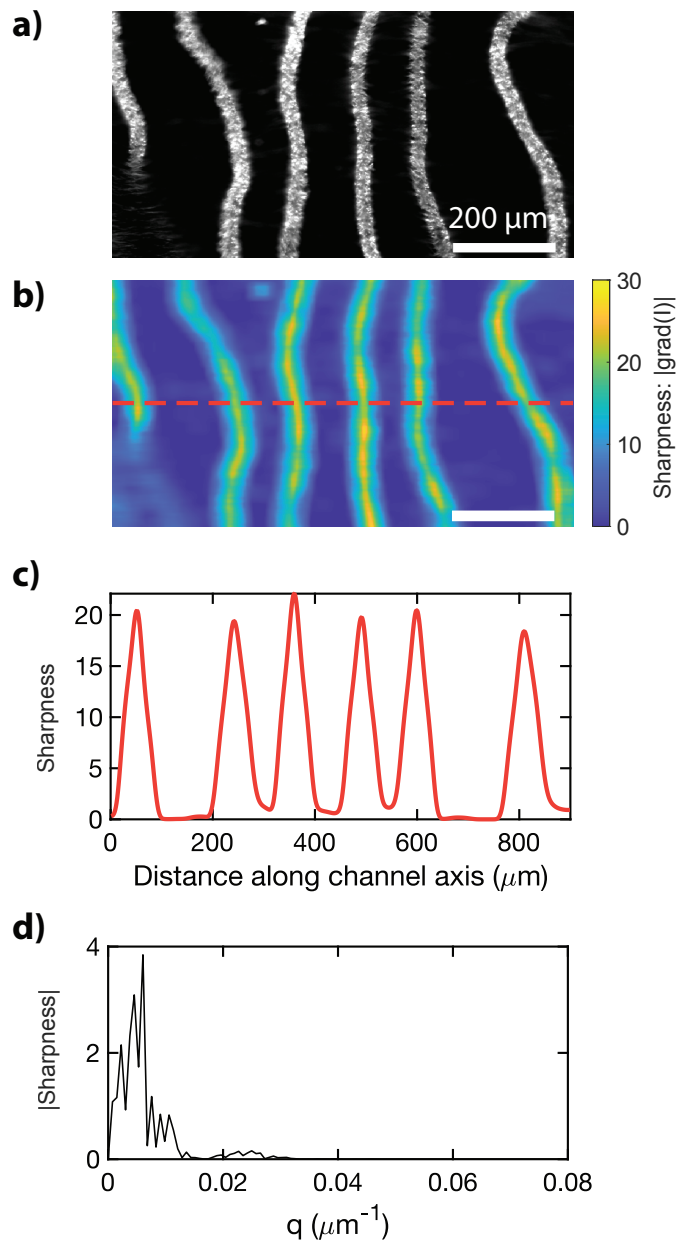 a)
200 μm
b)
30
20
10
0
Sharpness: |grad(I)|
c)
20
15
10
5
0
Sharpness
0 200 400 600 800
Distance along channel axis (μm)
d)
4
2
0
|Sharpness|
0 0.02 0.04 0.06 0.08
q (μm⁻¹)